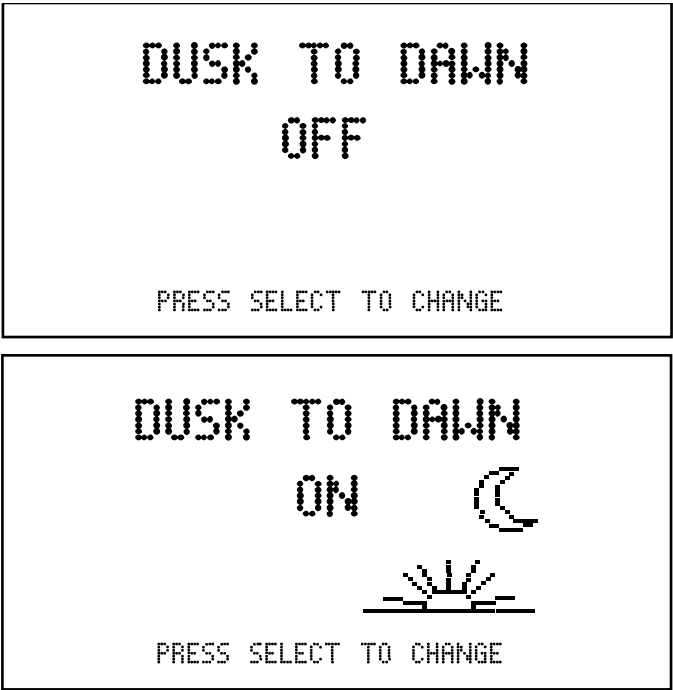 DUSK TO DAWN
OFF
PRESS SELECT TO CHANGE
DUSK TO DAWN
ON
PRESS SELECT TO CHANGE